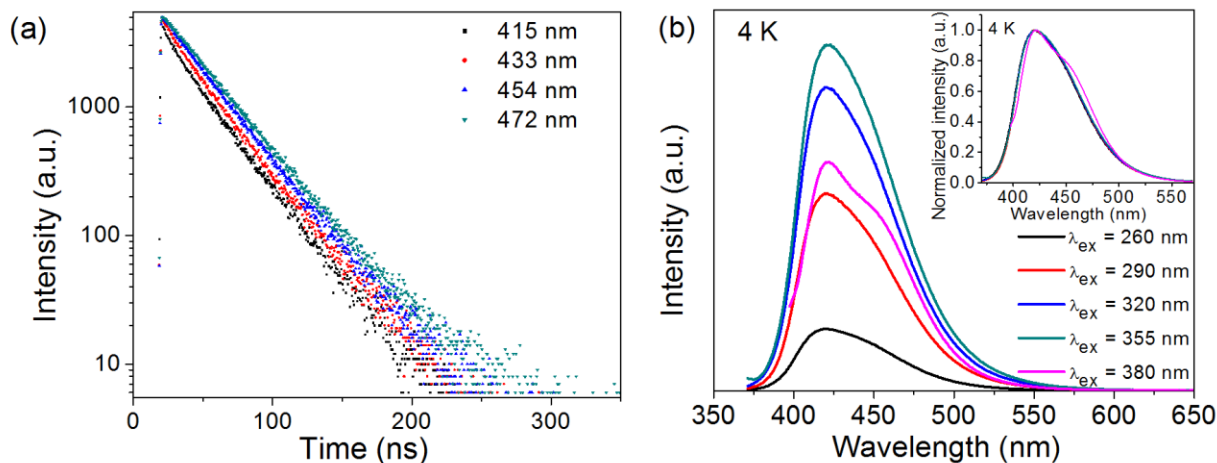 (a)
415 nm
433 nm
454 nm
472 nm
1000
100
10
Intensity (a.u.)
0 100 200 300
Time (ns)
(b)
4 K
Intensity (a.u.)
350 400 450 500 550 600 650
Wavelength (nm)
4 K
Normalized intensity (a.u.)
1.0
0.8
0.6
0.4
0.2
0.0
400 450 500 550
Wavelength (nm)
λex = 260 nm
λex = 290 nm
λex = 320 nm
λex = 355 nm
λex = 380 nm